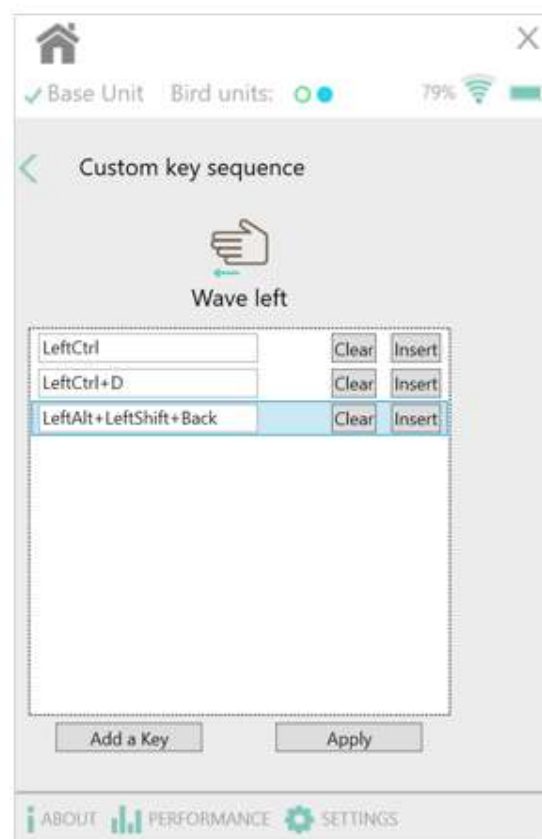 Base Unit Bird units: 79%
Custom key sequence
Wave left
LeftCtrl Clear Insert
LeftCtrl+D Clear Insert
LeftAlt+LeftShift+Back Clear Insert
Add a Key Apply
ABOUT PERFORMANCE SETTINGS